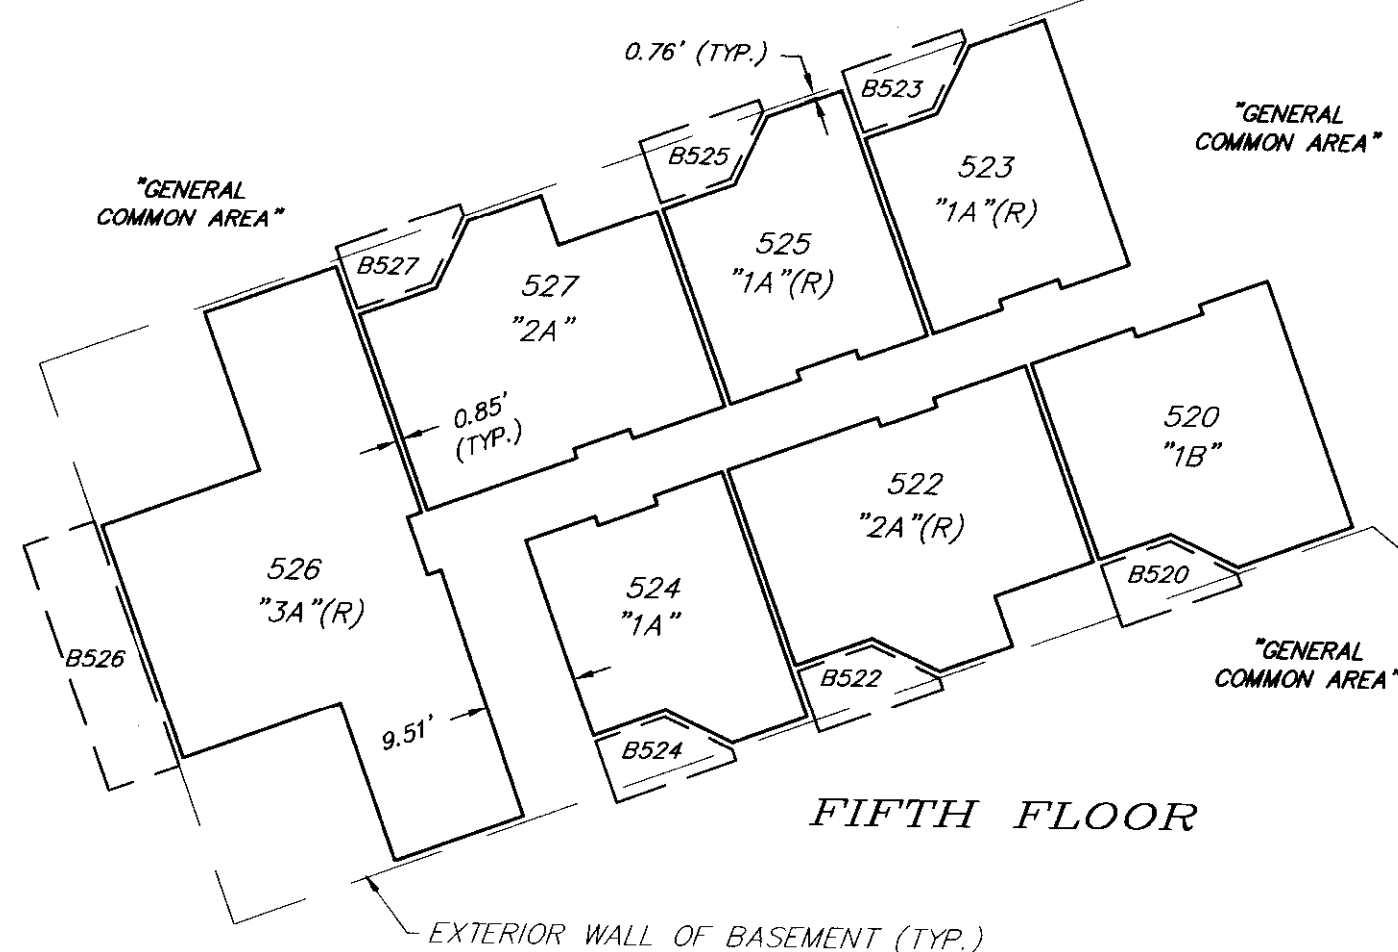 0.76' (TYP.)
B523
"GENERAL
COMMON AREA"
B525
523
"1A"(R)
"GENERAL
COMMON AREA"
B527
525
"1A"(R)
527
"2A"
0.85'
(TYP.)
520
"1B"
522
"2A"(R)
526
"3A"(R)
524
"1A"
B520
B526
B522
"GENERAL
COMMON AREA"
9.51'
B524
FIFTH FLOOR
EXTERIOR WALL OF BASEMENT (TYP.)